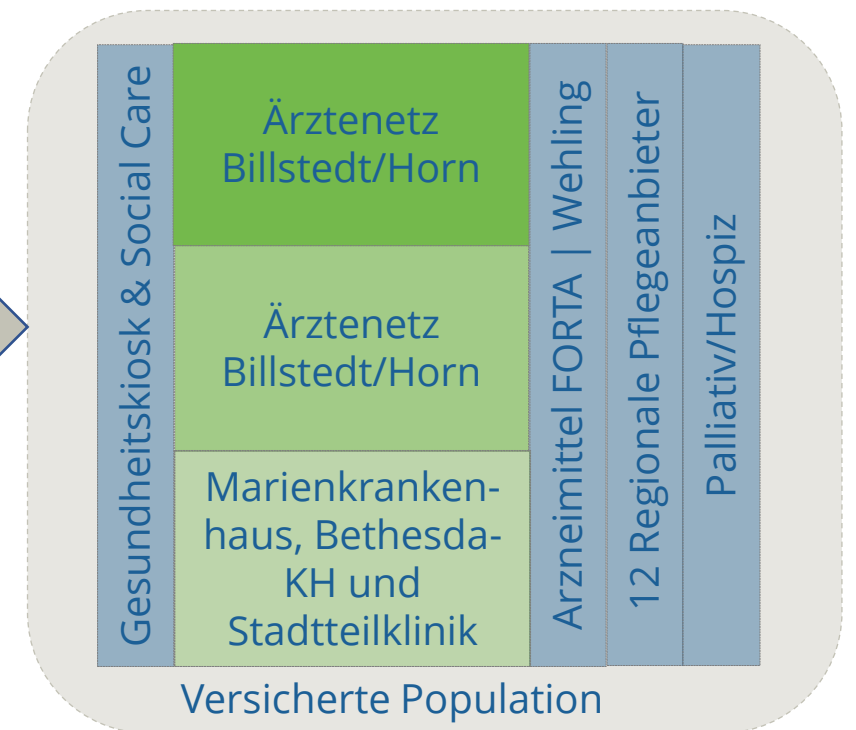 Gesundheitskiosk & Social Care
Ärztenetz
Billstedt/Horn
Ärztenetz
Billstedt/Horn
Marienkranken-
haus, Bethesda-
KH und
Stadtteilklinik
Arzneimittel FORTA | Wehling
12 Regionale Pflegeanbieter
Palliativ/Hospiz
Versicherte Population